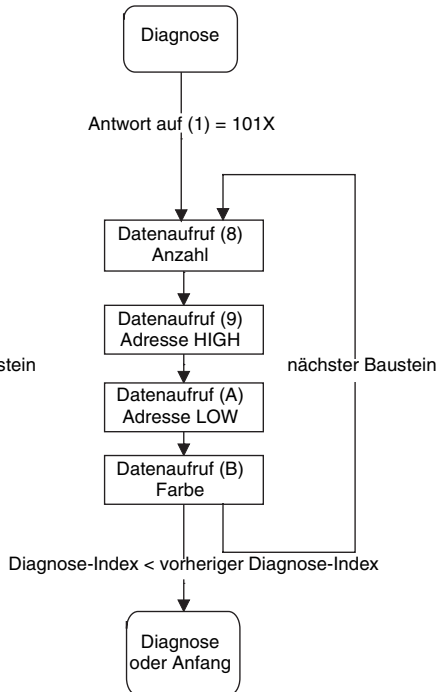 Diagnose
Antwort auf (1) = 101X
Datenaufruf (8)
Anzahl
Datenaufruf (9)
Adresse HIGH
stein
nächster Baustein
Datenaufruf (A)
Adresse LOW
Datenaufruf (B)
Farbe
Diagnose-Index < vorheriger Diagnose-Index
Diagnose
oder Anfang